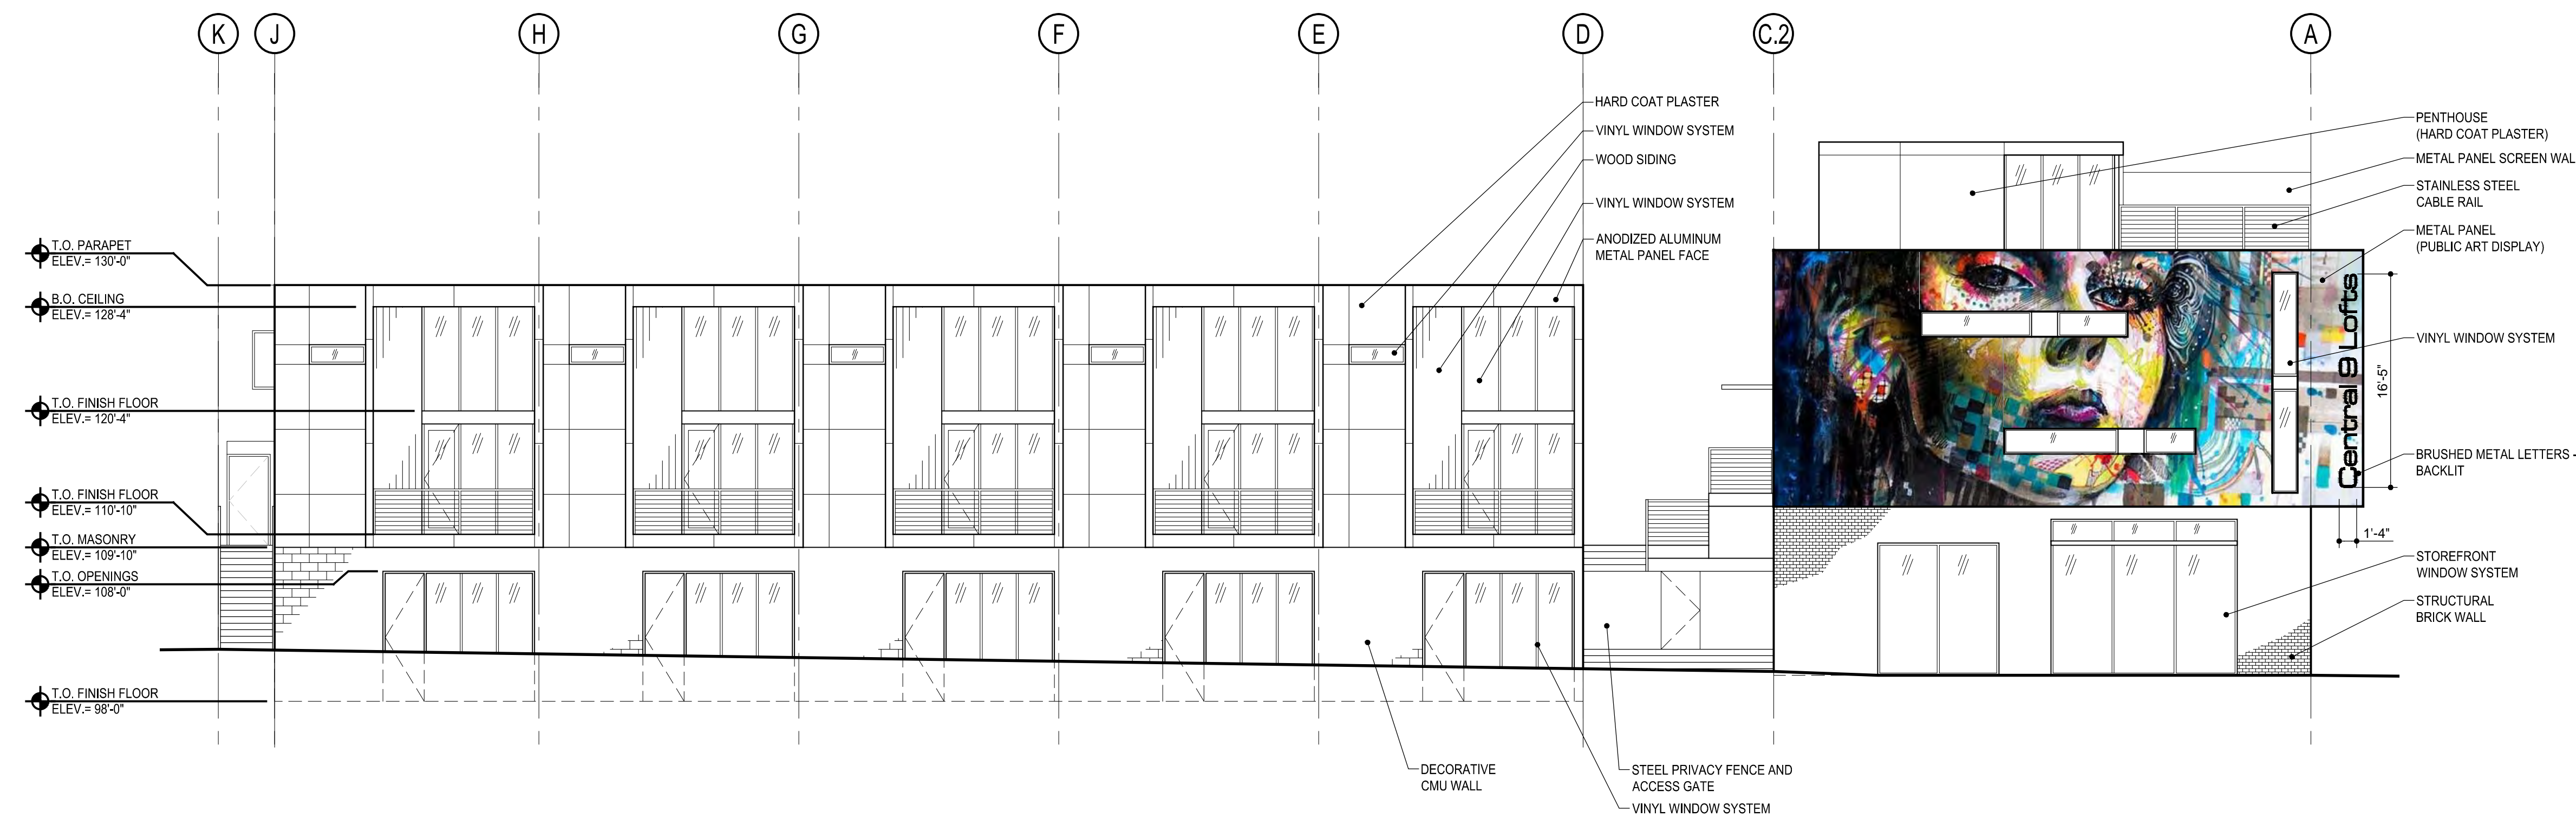 K
J
H
G
F
E
D
C.2
A
HARD COAT PLASTER
VINYL WINDOW SYSTEM
WOOD SIDING
VINYL WINDOW SYSTEM
ANODIZED ALUMINUM
METAL PANEL FACE
PENTHOUSE
(HARD COAT PLASTER)
METAL PANEL SCREEN WAL
STAINLESS STEEL
CABLE RAIL
METAL PANEL
(PUBLIC ART DISPLAY)
VINYL WINDOW SYSTEM
BRUSHED METAL LETTERS -
BACKLIT
STOREFRONT
WINDOW SYSTEM
STRUCTURAL
BRICK WALL
T.O. PARAPET
ELEV.= 130'-0"
B.O. CEILING
ELEV.= 128'-4"
T.O. FINISH FLOOR
ELEV.= 120'-4"
T.O. FINISH FLOOR
ELEV.= 110'-10"
T.O. MASONRY
ELEV.= 109'-10"
T.O. OPENINGS
ELEV.= 108'-0"
T.O. FINISH FLOOR
ELEV.= 98'-0"
Central 9 Lofts
16'-5"
1'-4"
DECORATIVE
CMU WALL
STEEL PRIVACY FENCE AND
ACCESS GATE
VINYL WINDOW SYSTEM